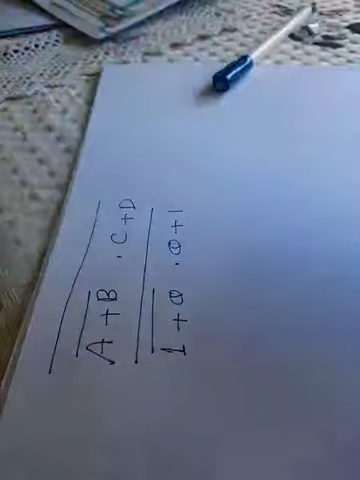 A + B . C + D
1 + 0 . 0 + 1